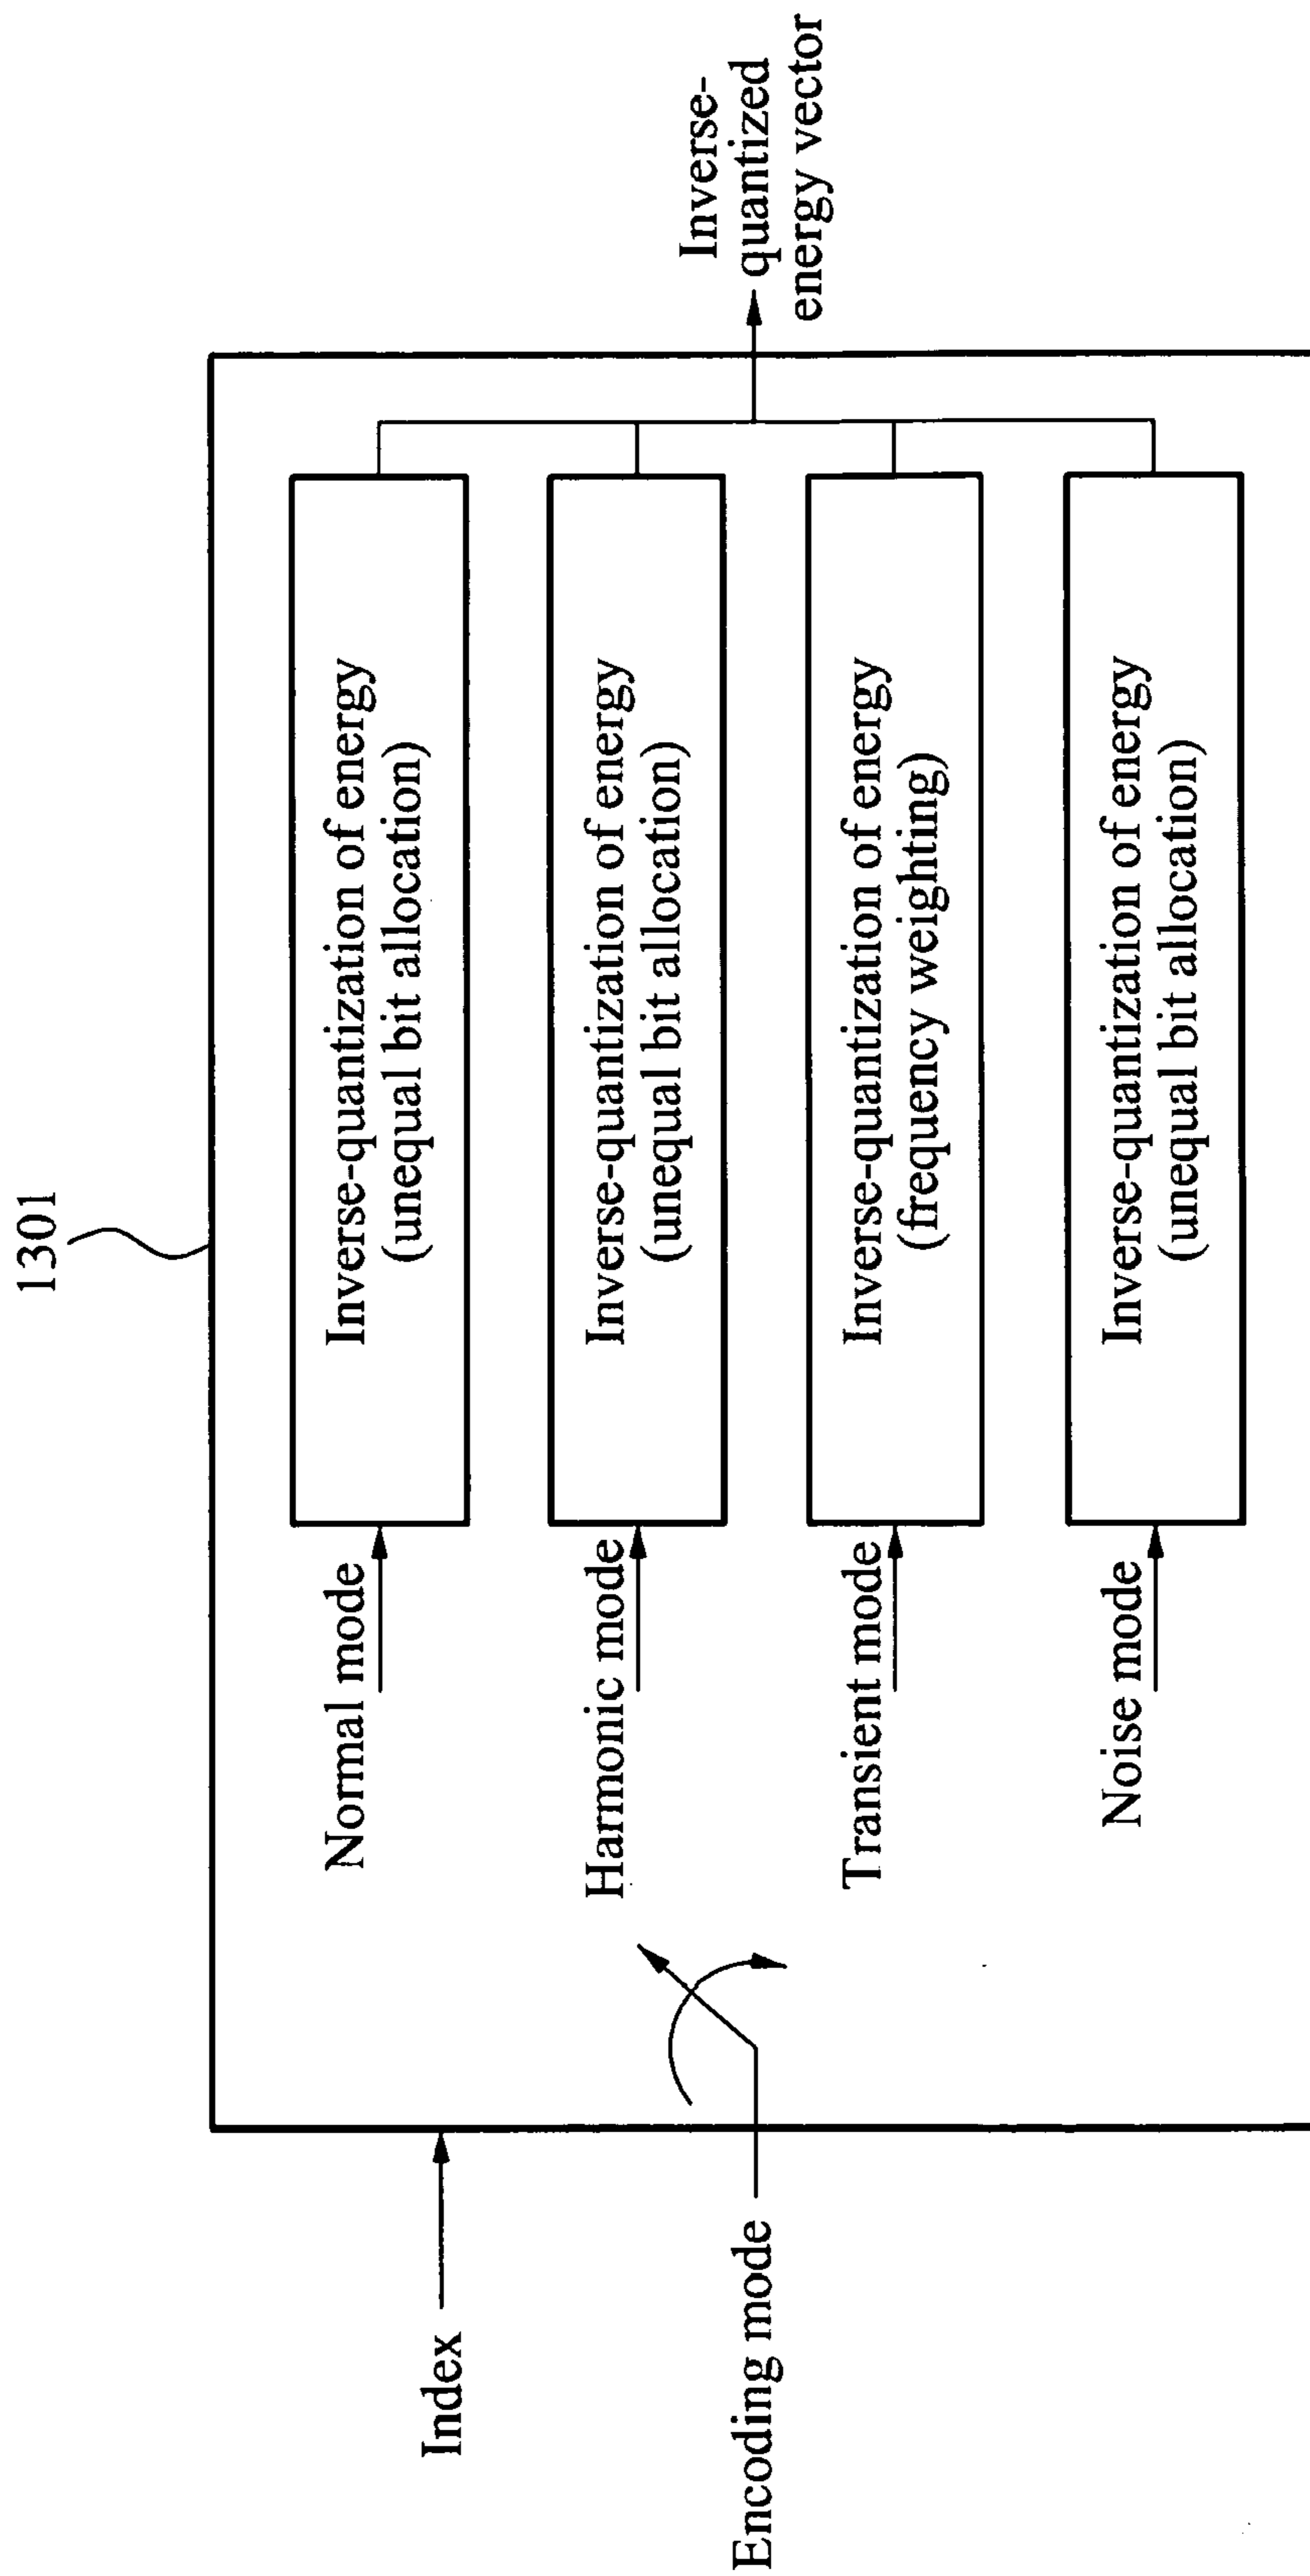 1301
Index
Encoding mode
Normal mode
Inverse-quantization of energy
(unequal bit allocation)
Harmonic mode
Inverse-quantization of energy
(unequal bit allocation)
Transient mode
Inverse-quantization of energy
(frequency weighting)
Noise mode
Inverse-quantization of energy
(unequal bit allocation)
Inverse-
quantized
energy vector